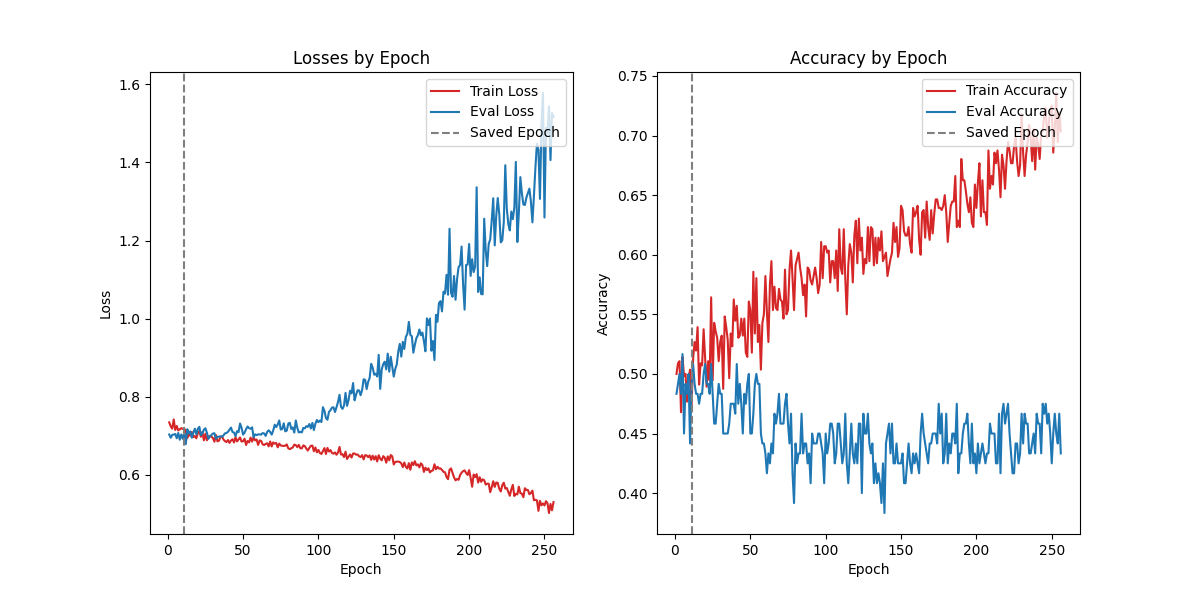 Losses by Epoch
Train Loss
Eval Loss
Saved Epoch
1.6
1.4
1.2
1.0
0.8
0.6
Loss
0
50
100
150
200
250
Epoch
Accuracy by Epoch
Train Accuracy
Eval Accuracy
Saved Epoch
0.75
0.70
0.65
0.60
0.55
0.50
0.45
0.40
Accuracy
0
50
100
150
200
250
Epoch